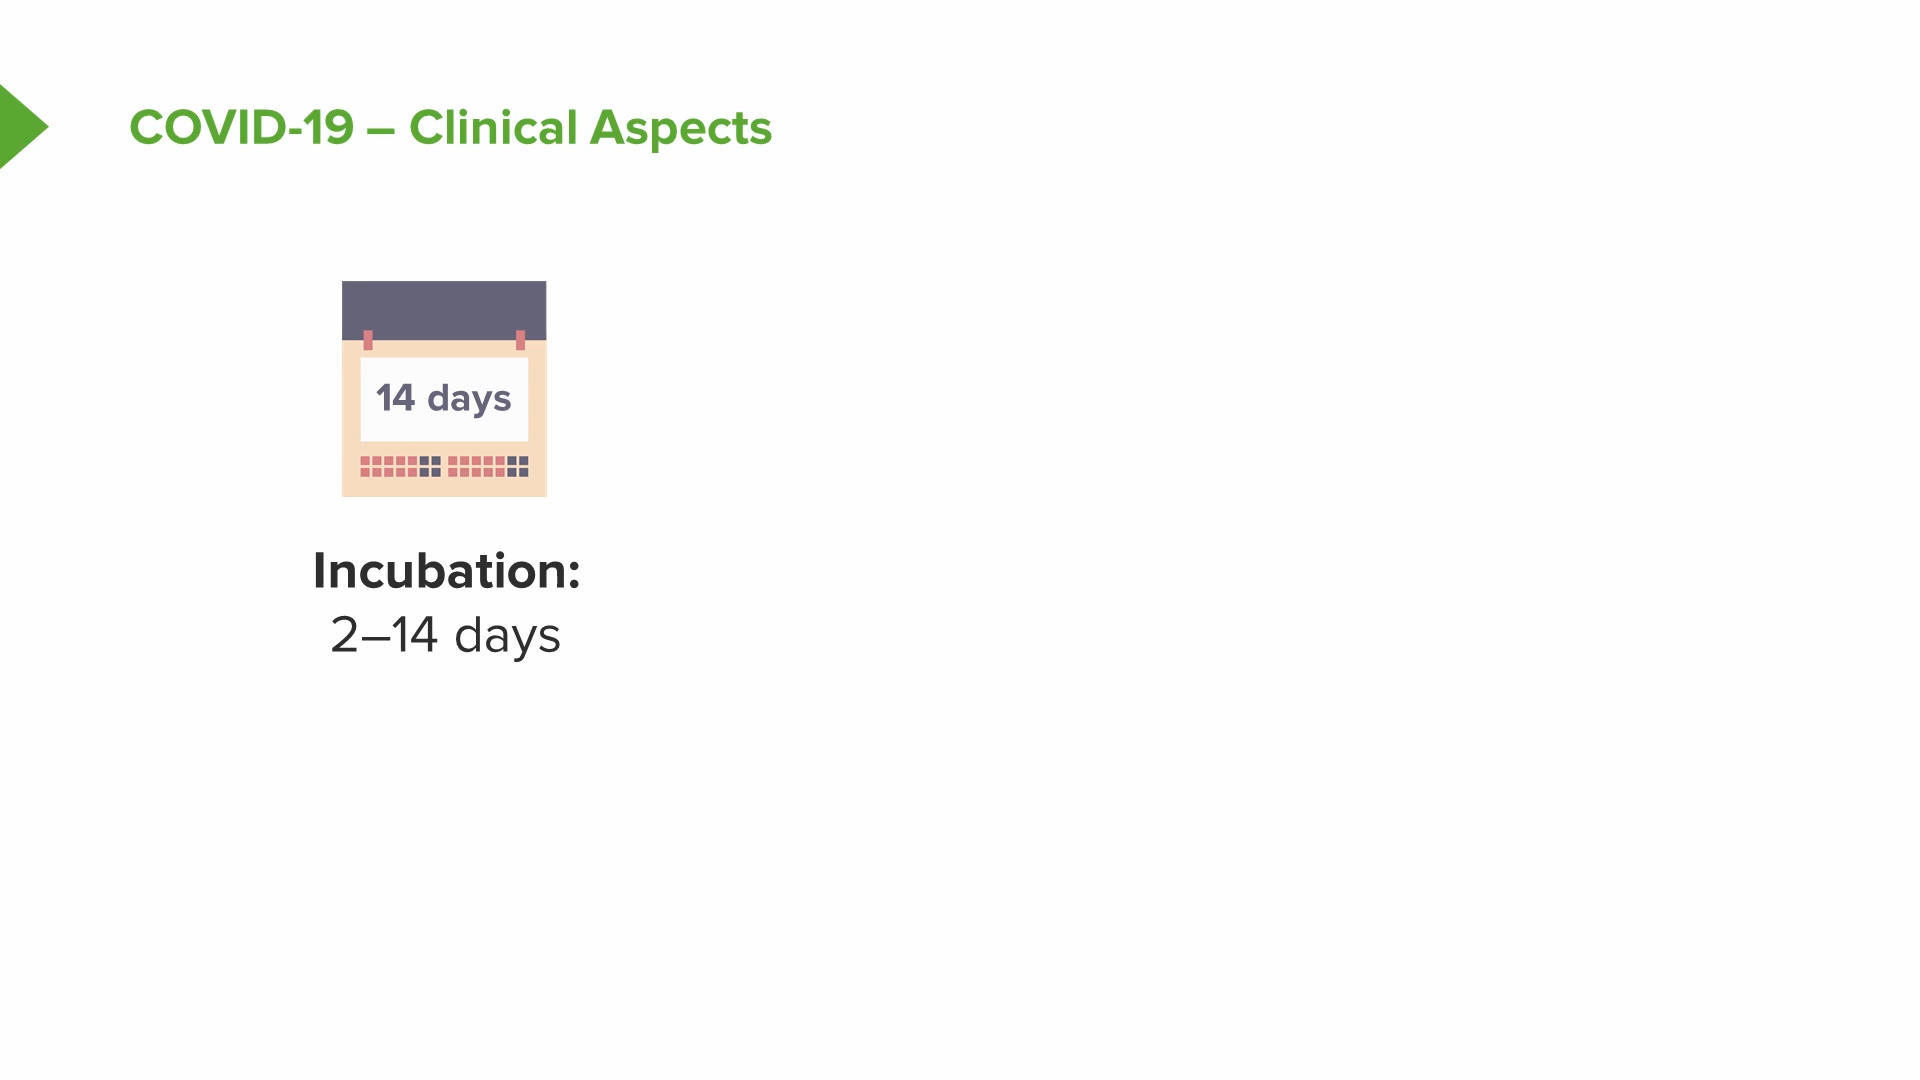 COVID-19 – Clinical Aspects
14 days
Incubation:
2–14 days